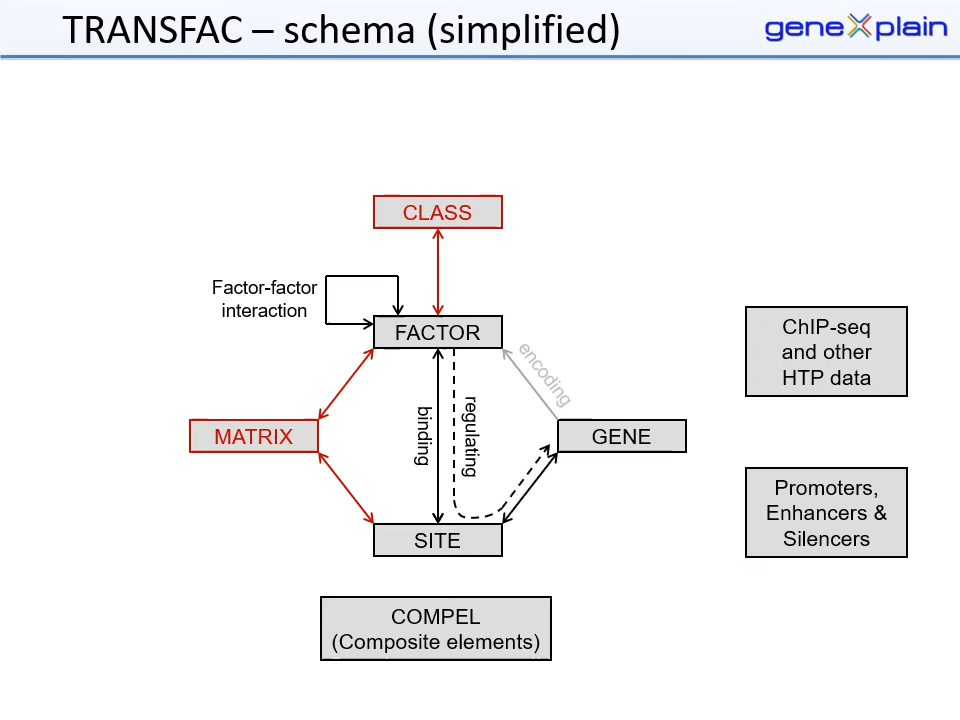 TRANSFAC – schema (simplified)
geneXplain
CLASS
Factor-factor
interaction
FACTOR
encoding
ChIP-seq
and other
HTP data
binding
regulating
MATRIX
GENE
Promoters,
Enhancers &
Silencers
SITE
COMPEL
(Composite elements)